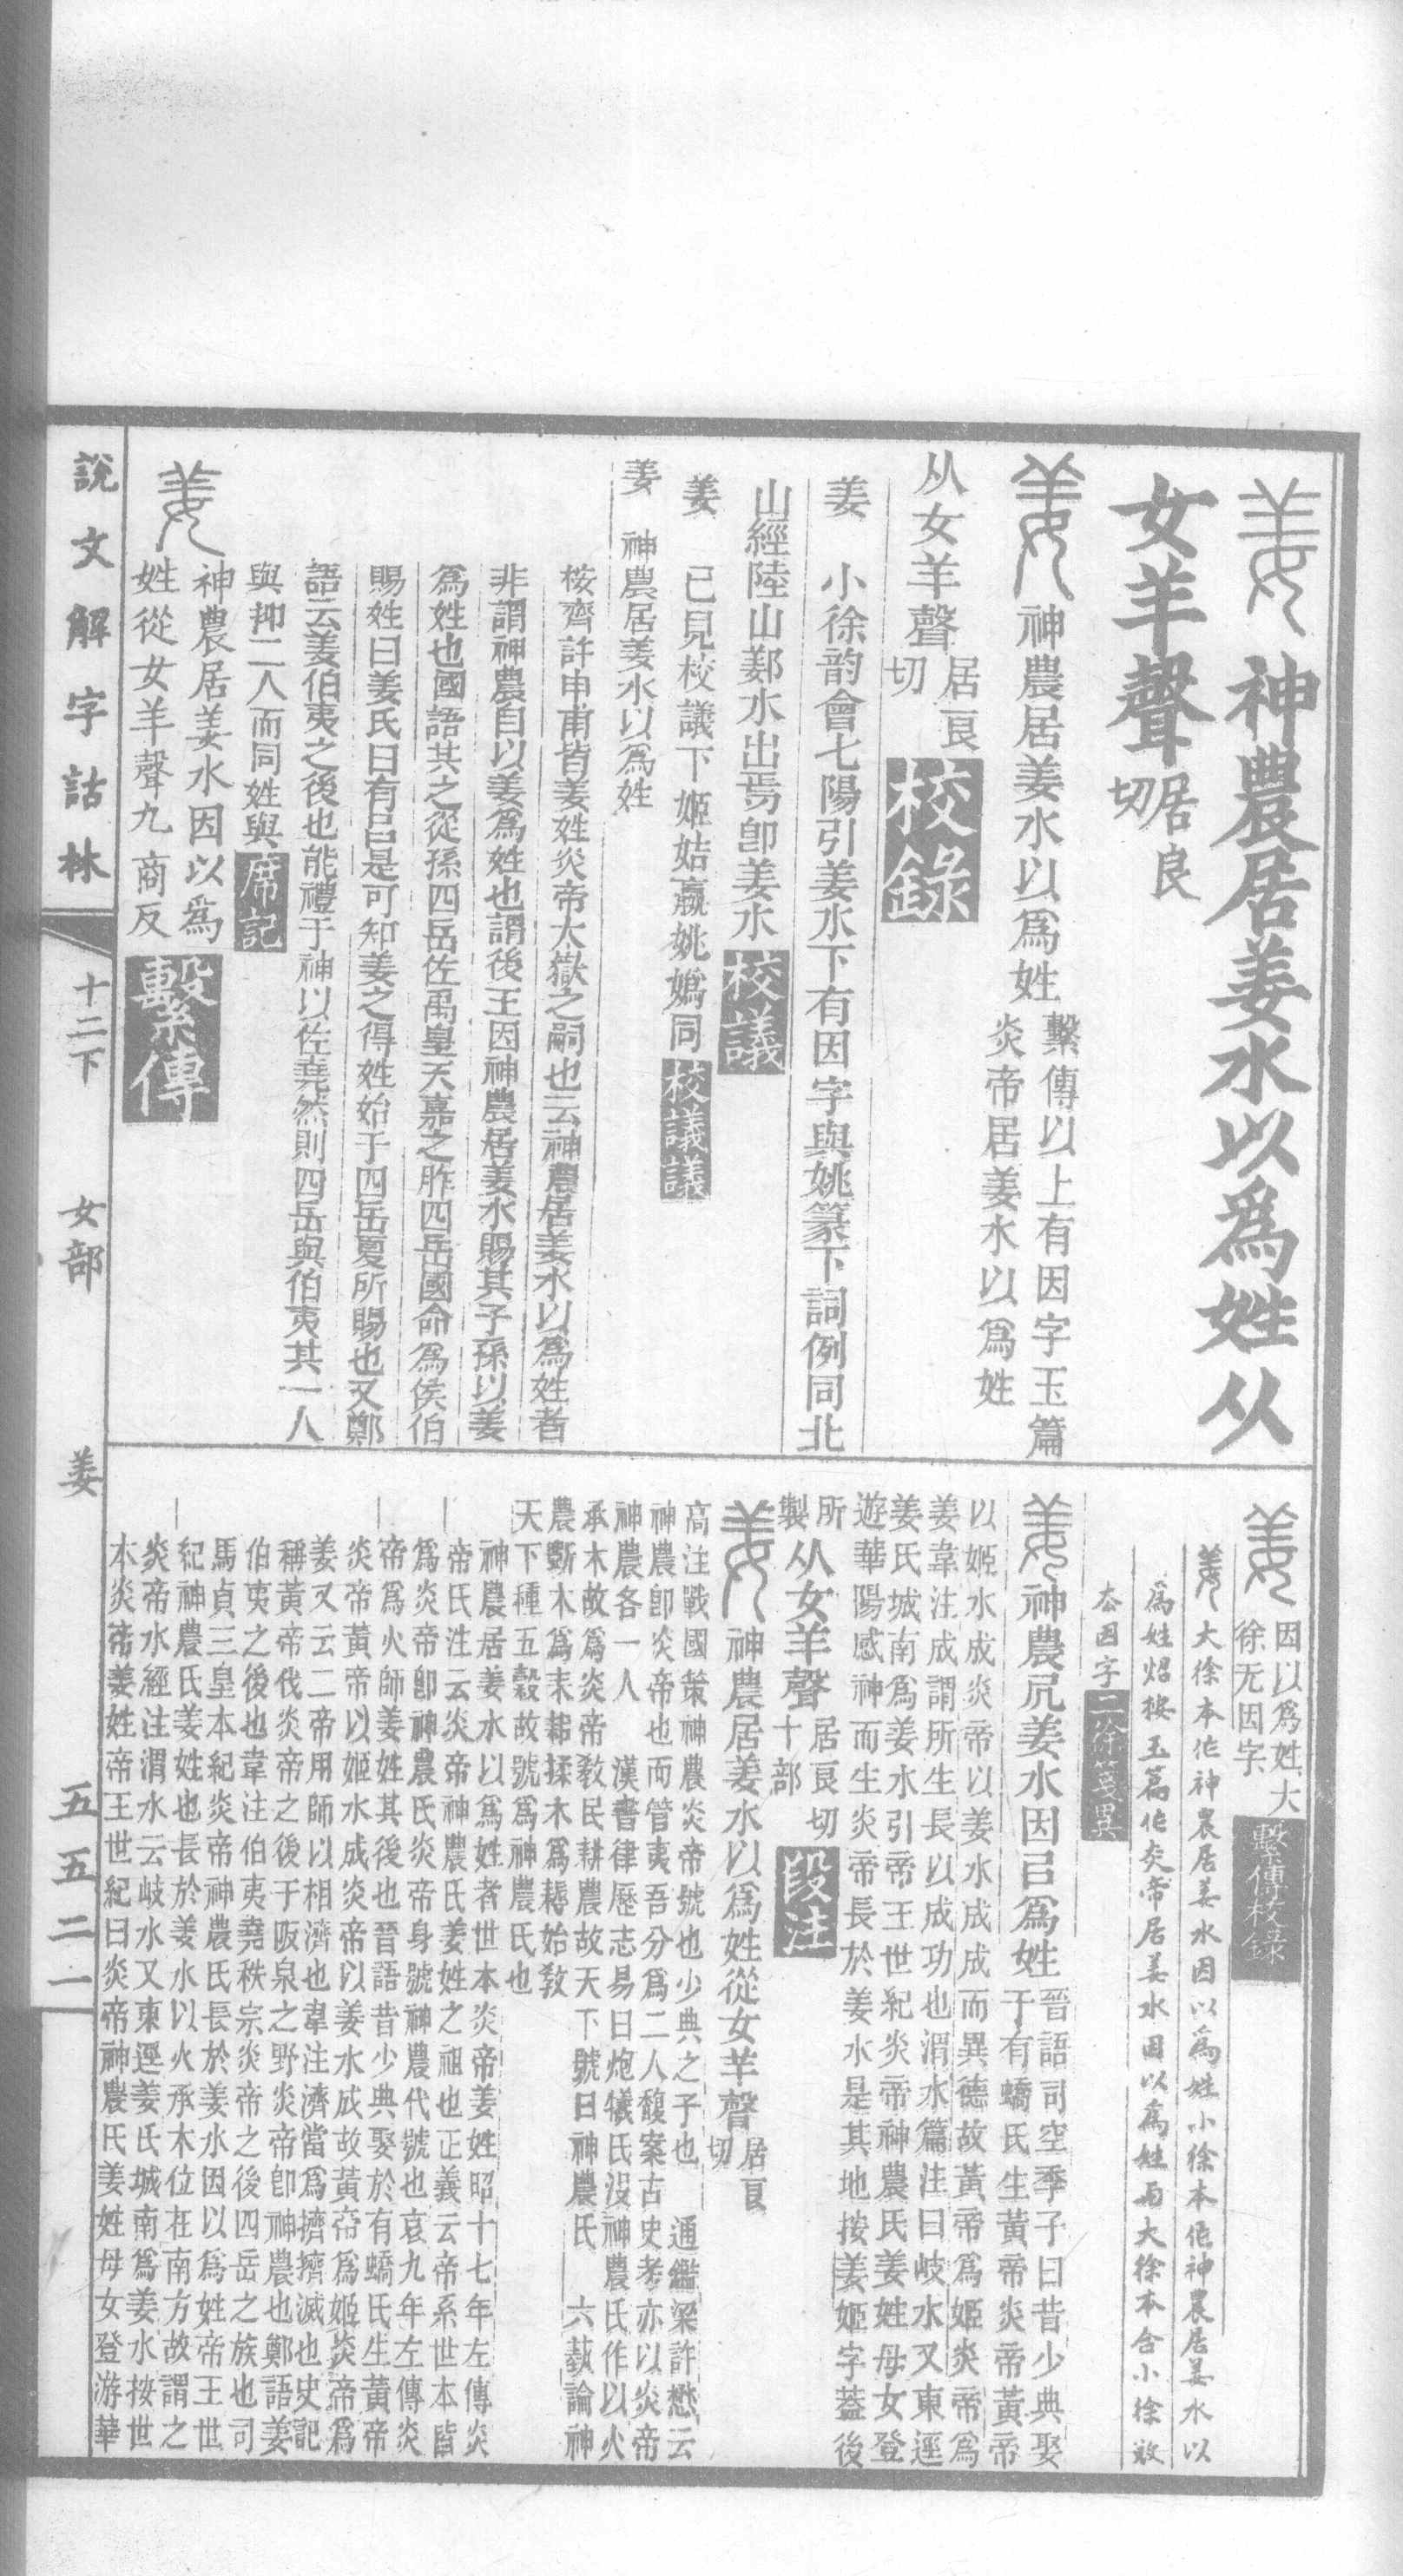 姜神農居姜水以爲姓从
女羊聲居良切
姜神農居姜水以爲姓繫傳以上有因字玉篇炎帝居姜水以爲姓
从女羊聲居良切校錄
姜　小徐韵會七陽引姜水下有因字與姚篆下詞例同北
山經陸山鄴水出焉卽姜水校議
姜　已見校議下姬姞嬴姚嬀同校議議
姜　神農居姜水以爲姓
桉齊許申甫皆姜姓炎帝太嶽之嗣也云神農居姜水以爲姓者
非謂神農自以姜爲姓也謂後王因神農居姜水賜其子孫以姜
爲姓也國語其之從孫四岳佐禹皇天嘉之胙四岳國命爲侯伯
賜姓曰姜氏曰有呂是可知姜之得姓始于四岳夏所賜也又鄭
語云姜伯夷之後也能禮于神以佐堯然則四岳與伯夷其一人
與抑二人而同姓與席記
姜神農居姜水因以爲
姓從女羊聲九商反繫傳
姜因以爲姓大徐无因字繫傳校錄
姜大徐本作神農居姜水因以爲姓小徐本作神農居姜水以
爲姓炤按玉篇作炎帝居姜水因以爲姓而大徐本合小徐敚
厺因字二徐箋異
姜神農凥姜水因㠯爲姓晉語司空季子曰昔少典娶于有蟜氏生黃帝炎帝黃帝
以姬水成炎帝以姜水成成而異德故黃帝爲姬炎帝爲
姜韋注成謂所生長以成功也渭水篇注曰岐水又東逕
姜氏城南爲姜水引帝王世紀炎帝神農氏姜姓母女登
遊華陽感神而生炎帝長於姜水是其地按姜姬字葢後
所製从女羊聲居良切十部段注
姜神農居姜水以爲姓從女羊聲居良切
高注戰國策神農炎帝號也少典之子也　通鑑梁許懋云
神農卽炎帝也而管夷吾分爲二人馥案古史考亦以炎帝
神農各一人　漢書律歷志易曰炮犧氏沒神農氏作以火
承木故爲炎帝教民耕農故天下號曰神農氏　六藝論神
農斲木爲耒耜揉木爲耨始敎
天下種五穀故號爲神農氏也
神農居姜水以爲姓者世本炎帝姜姓昭十七年左傳炎
帝氏注云炎帝神農氏姜姓之祖也正義云帝系世本皆
爲炎帝卽神農氏炎帝身號神農代號也哀九年左傳炎
帝爲火師姜姓其後也晉語昔少典娶於有蟜氏生黃帝
炎帝黃帝以姬水成炎帝以姜水成故黃帝爲姬炎帝爲
姜又云二帝用師以相濟也韋注濟當爲擠擠滅也史記
稱黃帝伐炎帝之後于阪泉之野炎帝卽神農也鄭語姜
伯夷之後也韋注伯夷堯秩宗炎帝之後四岳之族也司
馬貞三皇本紀炎帝神農氏長於姜水因以爲姓帝王世
紀神農氏姜姓也長於姜水以火承木位在南方故謂之
炎帝水經注渭水云岐水又東逕姜氏城南爲姜水按世
本炎帝姜姓帝王世紀曰炎帝神農氏姜姓母女登游華
說文解字詁林　十二下　女部　姜　五五二一